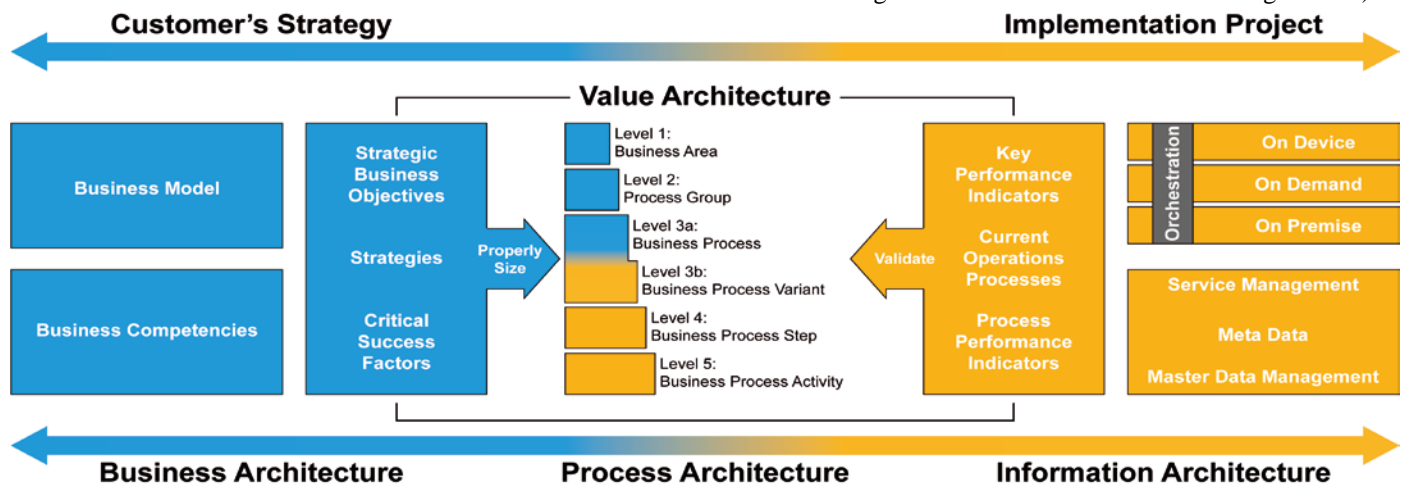 Customer's Strategy
Implementation Project
Value Architecture
Business Model
Business Competencies
Strategic
Business
Objectives
Strategies
Critical
Success
Factors
Properly
Size
Level 1:
Business Area
Level 2:
Process Group
Level 3a:
Business Process
Level 3b:
Business Process Variant
Level 4:
Business Process Step
Level 5:
Business Process Activity
Validate
Key
Performance
Indicators
Current
Operations
Processes
Process
Performance
Indicators
Orchestration
On Device
On Demand
On Premise
Service Management
Meta Data
Master Data Management
Business Architecture
Process Architecture
Information Architecture